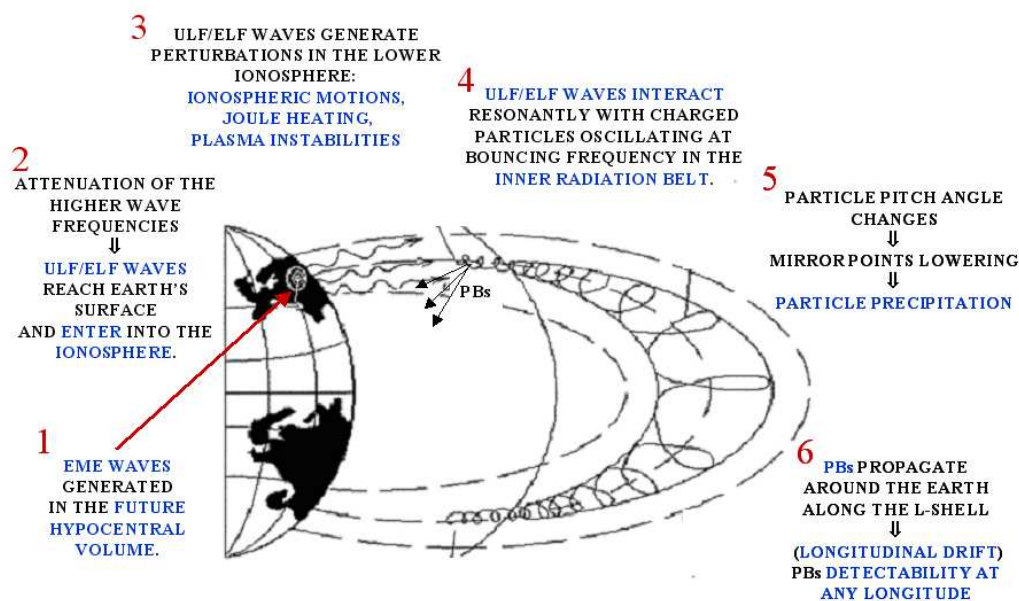 1
EME WAVES
GENERATED
IN THE FUTURE
HYPOCENTRAL
VOLUME.
2
ATTENUATION OF THE
HIGHER WAVE
FREQUENCIES
⇓
ULF/ELF WAVES
REACH EARTH'S
SURFACE
AND ENTER INTO THE
IONOSPHERE.
3
ULF/ELF WAVES GENERATE
PERTURBATIONS IN THE LOWER
IONOSPHERE:
IONOSPHERIC MOTIONS,
JOULE HEATING,
PLASMA INSTABILITIES
4
ULF/ELF WAVES INTERACT
RESONANTLY WITH CHARGED
PARTICLES OSCILLATING AT
BOUNCING FREQUENCY IN THE
INNER RADIATION BELT.
PBs
5
PARTICLE PITCH ANGLE
CHANGES
⇓
MIRROR POINTS LOWERING
⇓
PARTICLE PRECIPITATION
6
PBs PROPAGATE
AROUND THE EARTH
ALONG THE L-SHELL
⇓
(LONGITUDINAL DRIFT)
PBs DETECTABILITY AT
ANY LONGITUDE